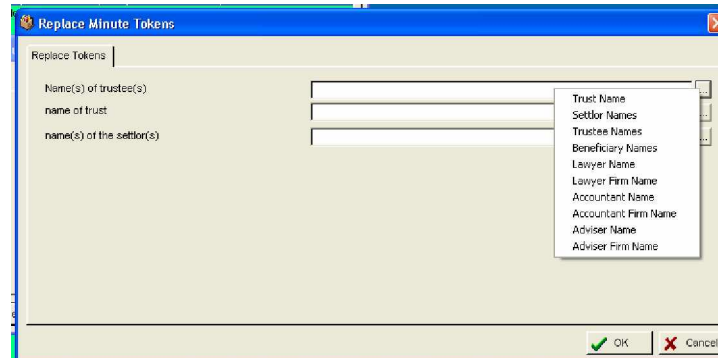 Replace Minute Tokens
Replace Tokens
Name(s) of trustee(s)
...
name of trust
...
name(s) of the settlor(s)
...
Trust Name
Settlor Names
Trustee Names
Beneficiary Names
Lawyer Name
Lawyer Firm Name
Accountant Name
Accountant Firm Name
Adviser Name
Adviser Firm Name
OK
Cancel